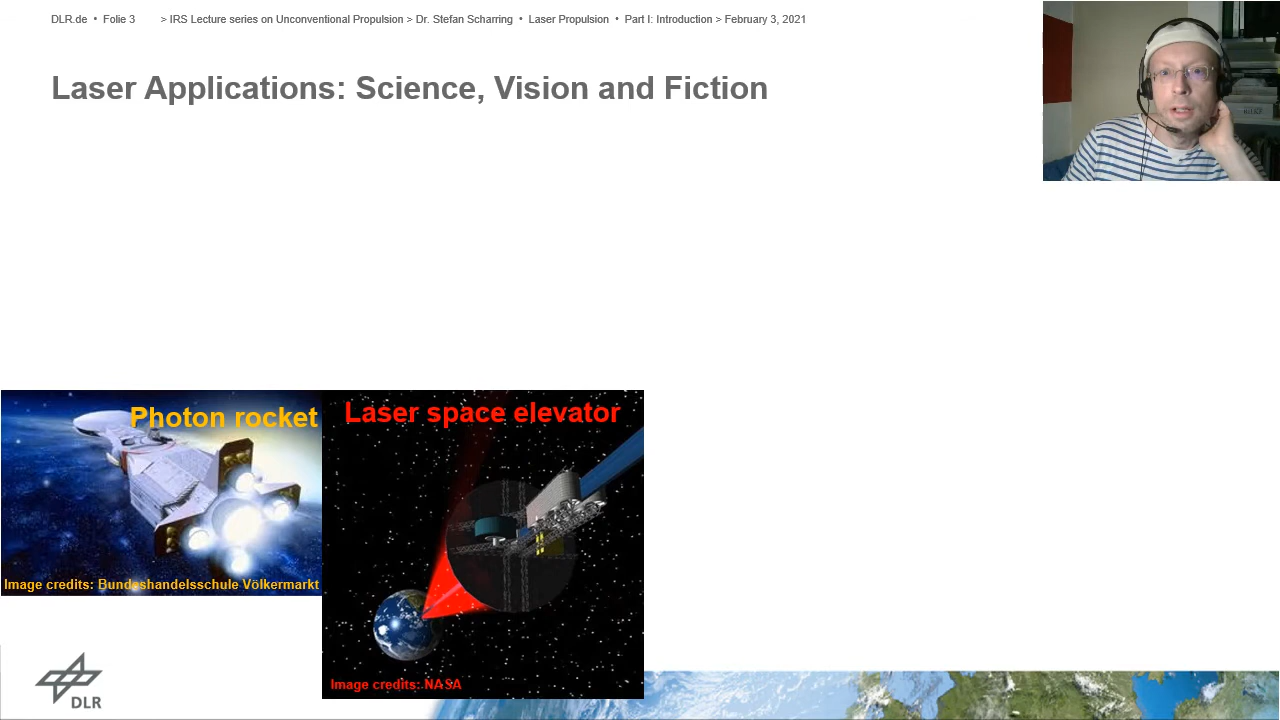 DLR.de • Folie 3 > IRS Lecture series on Unconventional Propulsion > Dr. Stefan Scharring • Laser Propulsion • Part I: Introduction > February 3, 2021
Laser Applications: Science, Vision and Fiction
Photon rocket
Image credits: Bundeshandelsschule Völkermarkt
Laser space elevator
Image credits: NASA
DLR